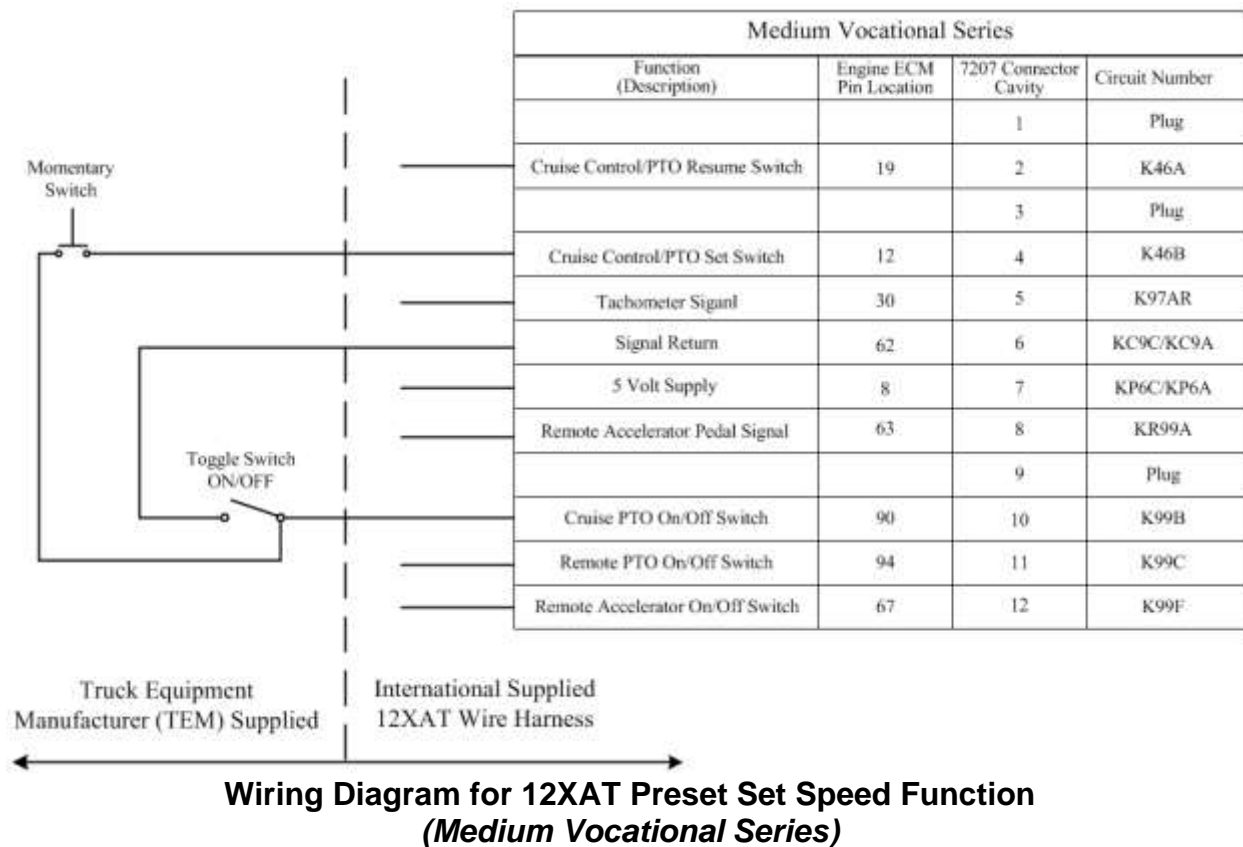 Medium Vocational Series
Function (Description) Engine ECM Pin Location 7207 Connector Cavity Circuit Number
1 Plug
Cruise Control/PTO Resume Switch 19 2 K46A
3 Plug
Cruise Control/PTO Set Switch 12 4 K46B
Tachometer Siganl 30 5 K97AR
Signal Return 62 6 KC9C/KC9A
5 Volt Supply 8 7 KP6C/KP6A
Remote Accelerator Pedal Signal 63 8 KR99A
9 Plug
Cruise PTO On/Off Switch 90 10 K99B
Remote PTO On/Off Switch 94 11 K99C
Remote Accelerator On/Off Switch 67 12 K99F
Momentary
Switch
Toggle Switch
ON/OFF
Truck Equipment
Manufacturer (TEM) Supplied
International Supplied
12XAT Wire Harness
Wiring Diagram for 12XAT Preset Set Speed Function
(Medium Vocational Series)